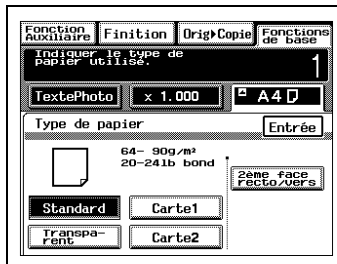 Fonction Auxiliaire
Finition
Orig▸Copie
Fonctions de base
Indiquer le type de
papier utilisé.
1
TextePhoto
x 1.000
A4
Type de papier
Entrée
64- 90g/m²
20-24lb bond
2ème face
recto/vers
Standard
Carte1
Transpa-
rent
Carte2